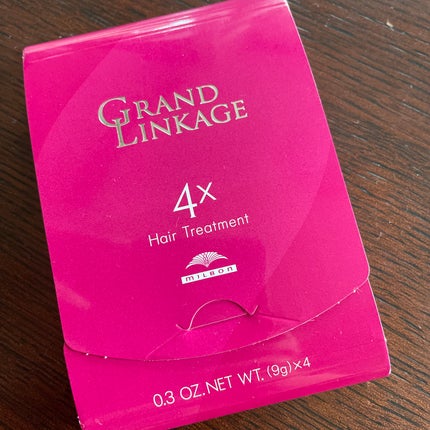 GRAND
LINKAGE
4x
Hair Treatment
MILBON
0.3 OZ. NET WT. (9g)×4